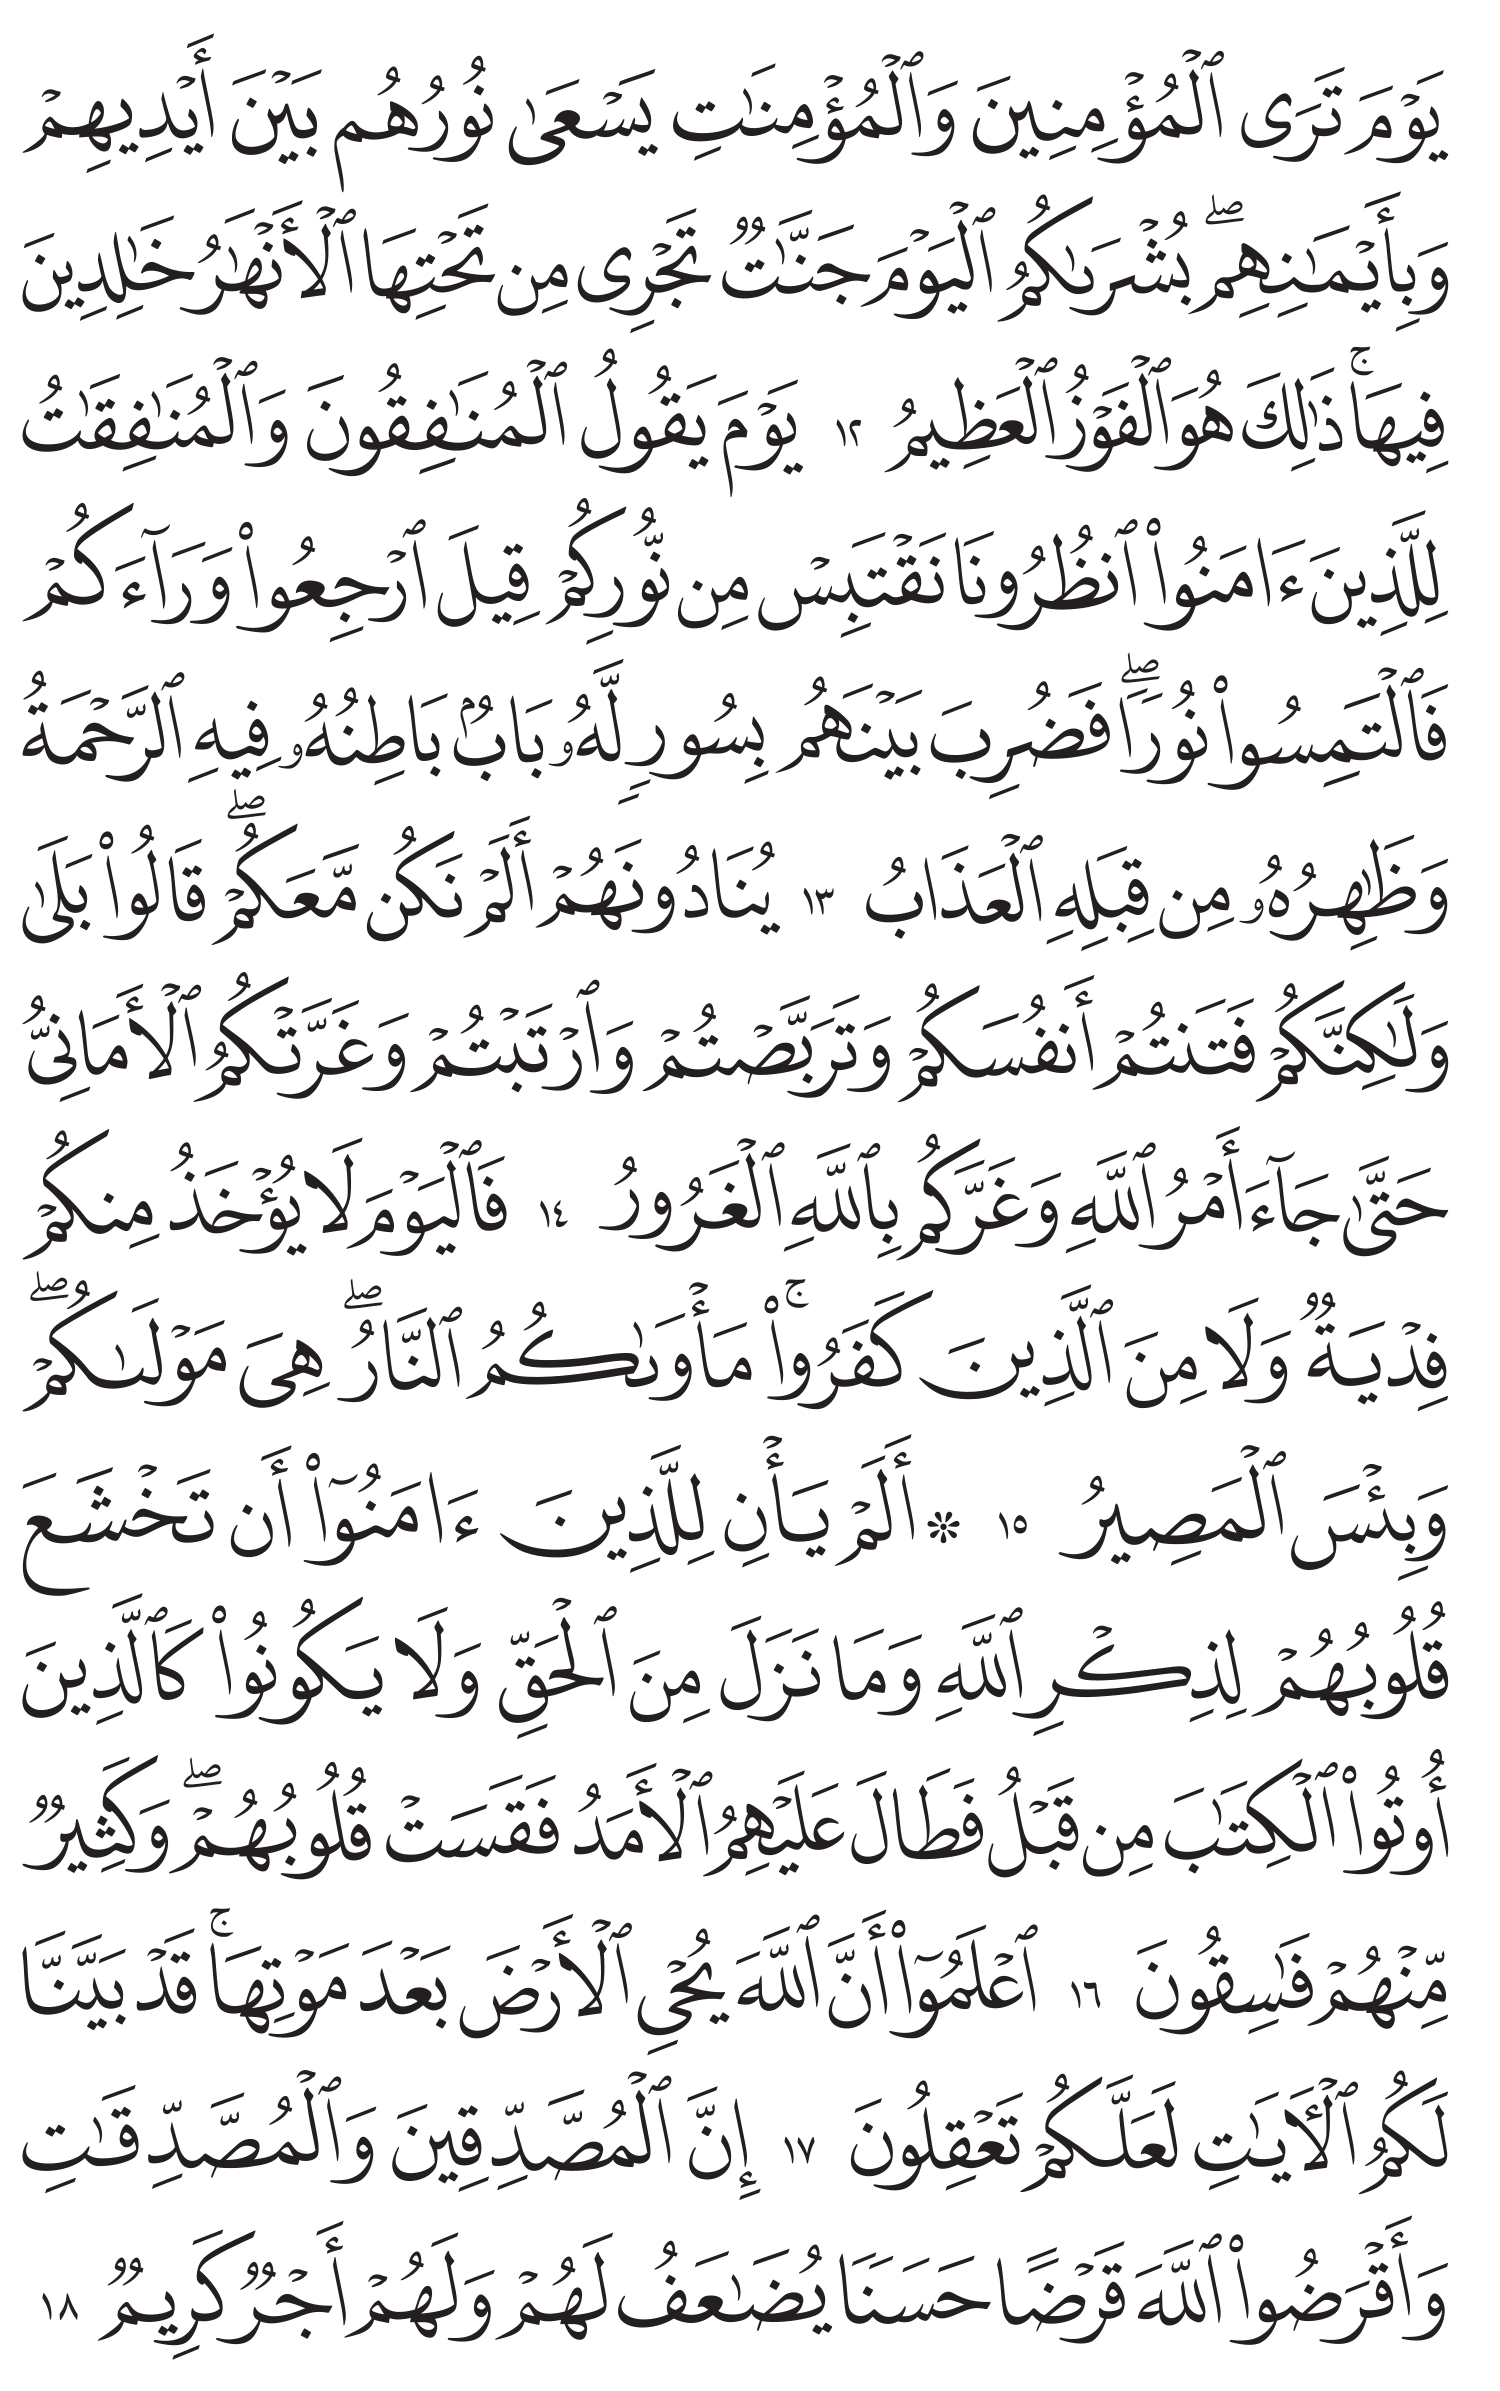 يَوْمَ تَرَى ٱلْمُؤْمِنِينَ وَٱلْمُؤْمِنَٰتِ يَسْعَىٰ نُورُهُم بَيْنَ أَيْدِيهِمْ
وَبِأَيْمَٰنِهِم ۖ بُشْرَىٰكُمُ ٱلْيَوْمَ جَنَّٰتٌ تَجْرِى مِن تَحْتِهَا ٱلْأَنْهَٰرُ خَٰلِدِينَ
فِيهَا ۚ ذَٰلِكَ هُوَ ٱلْفَوْزُ ٱلْعَظِيمُ ١٢ يَوْمَ يَقُولُ ٱلْمُنَٰفِقُونَ وَٱلْمُنَٰفِقَٰتُ
لِلَّذِينَ ءَامَنُوا۟ ٱنظُرُونَا نَقْتَبِسْ مِن نُّورِكُمْ قِيلَ ٱرْجِعُوا۟ وَرَآءَكُمْ
فَٱلْتَمِسُوا۟ نُورًا ۖ فَضُرِبَ بَيْنَهُم بِسُورٍ لَّهُۥ بَابٌۢ بَاطِنُهُۥ فِيهِ ٱلرَّحْمَةُ
وَظَٰهِرُهُۥ مِن قِبَلِهِ ٱلْعَذَابُ ١٣ يُنَادُونَهُمْ أَلَمْ نَكُن مَّعَكُمْ ۖ قَالُوا۟ بَلَىٰ
وَلَٰكِنَّكُمْ فَتَنتُمْ أَنفُسَكُمْ وَتَرَبَّصْتُمْ وَٱرْتَبْتُمْ وَغَرَّتْكُمُ ٱلْأَمَانِىُّ
حَتَّىٰ جَآءَ أَمْرُ ٱللَّهِ وَغَرَّكُم بِٱللَّهِ ٱلْغَرُورُ ١٤ فَٱلْيَوْمَ لَا يُؤْخَذُ مِنكُمْ
فِدْيَةٌ وَلَا مِنَ ٱلَّذِينَ كَفَرُوا۟ ۚ مَأْوَىٰكُمُ ٱلنَّارُ ۖ هِىَ مَوْلَىٰكُمْ ۖ
وَبِئْسَ ٱلْمَصِيرُ ١٥ ۞ أَلَمْ يَأْنِ لِلَّذِينَ ءَامَنُوٓا۟ أَن تَخْشَعَ
قُلُوبُهُمْ لِذِكْرِ ٱللَّهِ وَمَا نَزَلَ مِنَ ٱلْحَقِّ وَلَا يَكُونُوا۟ كَٱلَّذِينَ
أُوتُوا۟ ٱلْكِتَٰبَ مِن قَبْلُ فَطَالَ عَلَيْهِمُ ٱلْأَمَدُ فَقَسَتْ قُلُوبُهُمْ ۖ وَكَثِيرٌ
مِّنْهُمْ فَٰسِقُونَ ١٦ ٱعْلَمُوٓا۟ أَنَّ ٱللَّهَ يُحْىِ ٱلْأَرْضَ بَعْدَ مَوْتِهَا ۚ قَدْ بَيَّنَّا
لَكُمُ ٱلْءَايَٰتِ لَعَلَّكُمْ تَعْقِلُونَ ١٧ إِنَّ ٱلْمُصَّدِّقِينَ وَٱلْمُصَّدِّقَٰتِ
وَأَقْرَضُوا۟ ٱللَّهَ قَرْضًا حَسَنًا يُضَٰعَفُ لَهُمْ وَلَهُمْ أَجْرٌ كَرِيمٌ ١٨